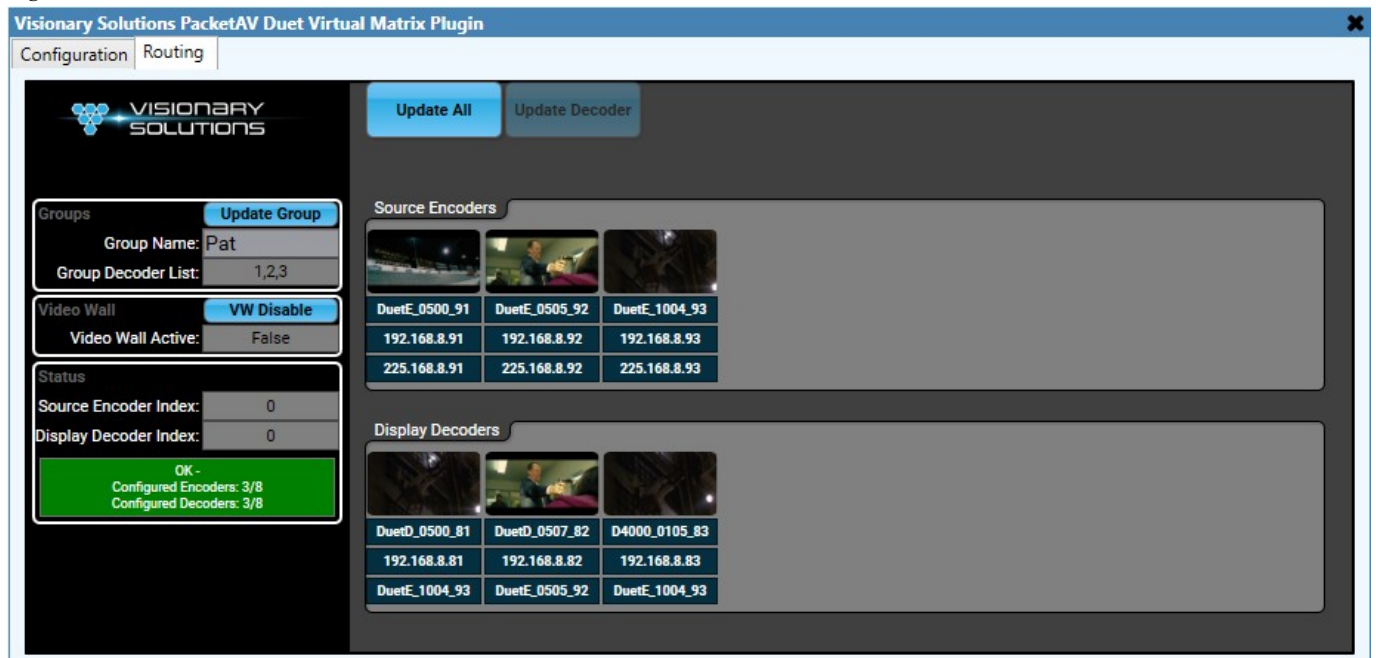 Visionary Solutions PacketAV Duet Virtual Matrix Plugin
Configuration Routing
VISIONARY
SOLUTIONS
Update All Update Decoder
Groups Update Group
Group Name: Pat
Group Decoder List: 1,2,3
Video Wall VW Disable
Video Wall Active: False
Status
Source Encoder Index: 0
Display Decoder Index: 0
OK -
Configured Encoders: 3/8
Configured Decoders: 3/8
Source Encoders
DuetE_0500_91 DuetE_0505_92 DuetE_1004_93
192.168.8.91 192.168.8.92 192.168.8.93
225.168.8.91 225.168.8.92 225.168.8.93
Display Decoders
DuetD_0500_81 DuetD_0507_82 D4000_0105_83
192.168.8.81 192.168.8.82 192.168.8.83
DuetE_1004_93 DuetE_0505_92 DuetE_1004_93